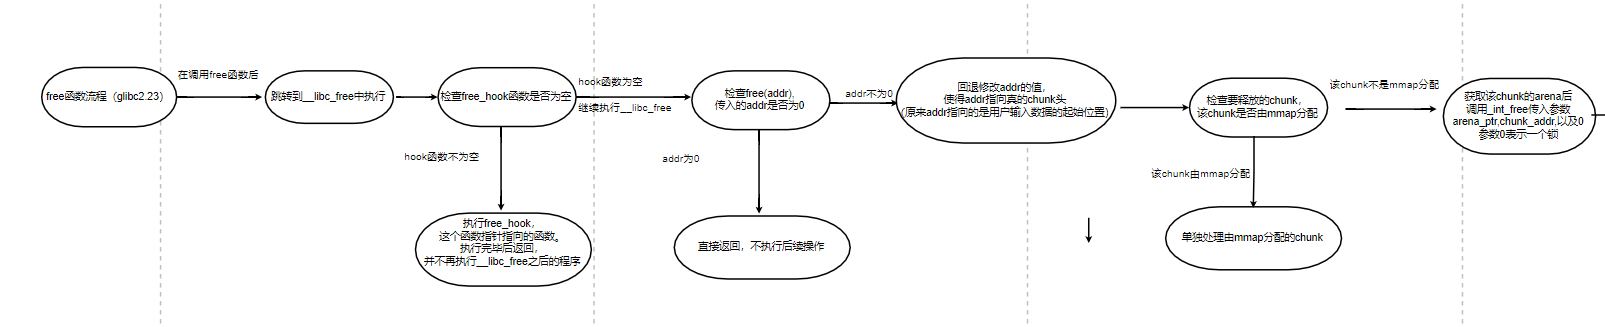 free函数流程（glibc2.23）
在调用free函数后
跳转到__libc_free中执行
检查free_hook函数是否为空
hook函数为空
继续执行__libc_free
hook函数不为空
执行free_hook，
这个函数指针指向的函数。
执行完毕后返回，
并不再执行__libc_free之后的程序
检查free(addr)，
传入的addr是否为0
addr不为0
addr为0
直接返回，不执行后续操作
回退修改addr的值，
使得addr指向真的chunk头
（原来addr指向的是用户输入数据的起始位置）
检查要释放的chunk，
该chunk是否由mmap分配
该chunk不是mmap分配
该chunk由mmap分配
单独处理由mmap分配的chunk
获取该chunk的arena后
调用_int_free传入参数
arena_ptr,chunk_addr,以及0
参数0表示一个锁